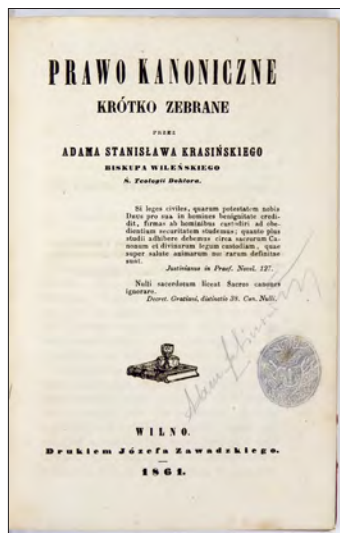 PRAWO KANONICZNE
KRÓTKO ZEBRANE
PRZEZ
ADAMA STANISŁAWA KRASIŃSKIEGO
BISKUPA WILEŃSKIEGO
Ś. Teologii Doktora.
Si leges civiles, quarum potestatem nobis
Deus pro sua in homines benignitate credi-
dit, firmas ab hominibus custodiri ad obe-
dientium securitatem studemus; quanto plus
studii adhibere debemus circa sacrorum Ca-
nonum et divinarum legum custodiam, quae
super salute animarum nostrarum definitae
sunt.
Justinianus in Praef. Novel. 137.
Nulli sacerdotum liceat Sacros canones
ignorare.
Decret. Gratiani, distinctio 38. Can. Nulli.
WILNO.
Drukiem Józefa Zawadzkiego.
1861.